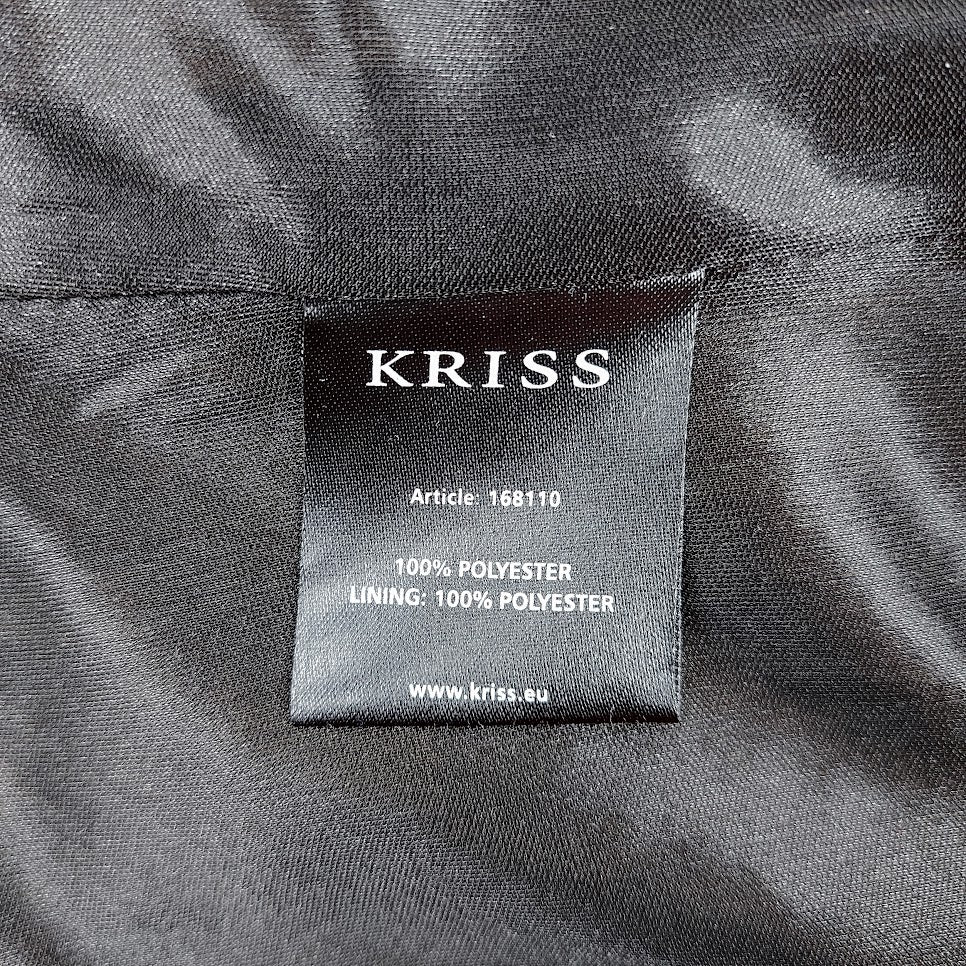 KRISS
Article: 168110
100% POLYESTER
LINING: 100% POLYESTER
www.kriss.eu